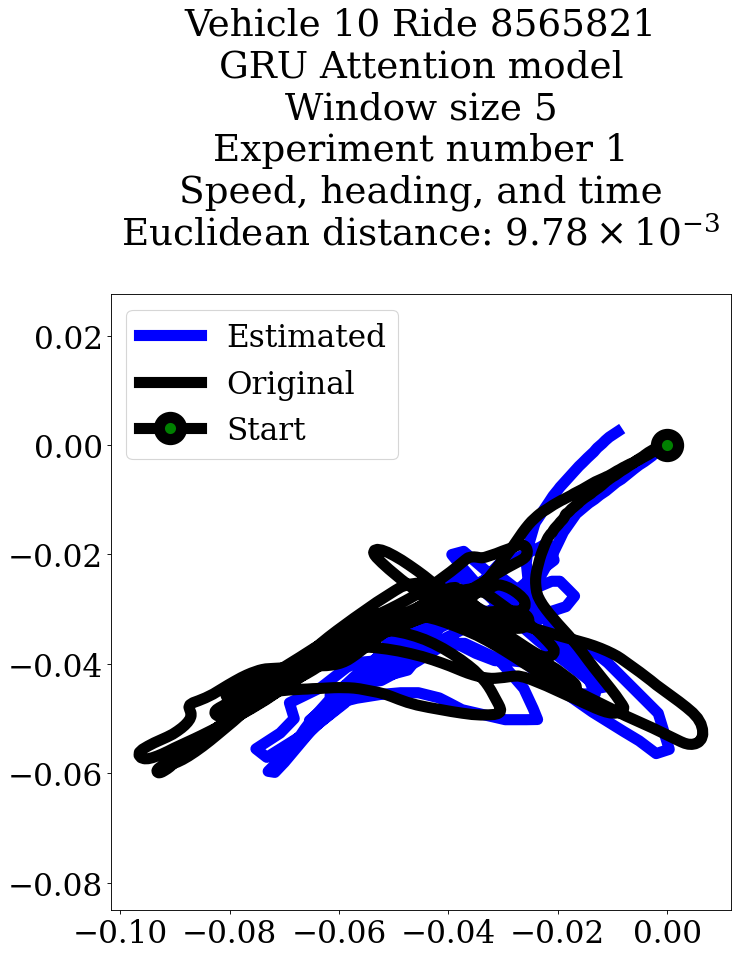 Vehicle 10 Ride 8565821
GRU Attention model
Window size 5
Experiment number 1
Speed, heading, and time
Euclidean distance: 9.78 × 10⁻³
Estimated
Original
Start
0.02
0.00
−0.02
−0.04
−0.06
−0.08
−0.10 −0.08 −0.06 −0.04 −0.02 0.00